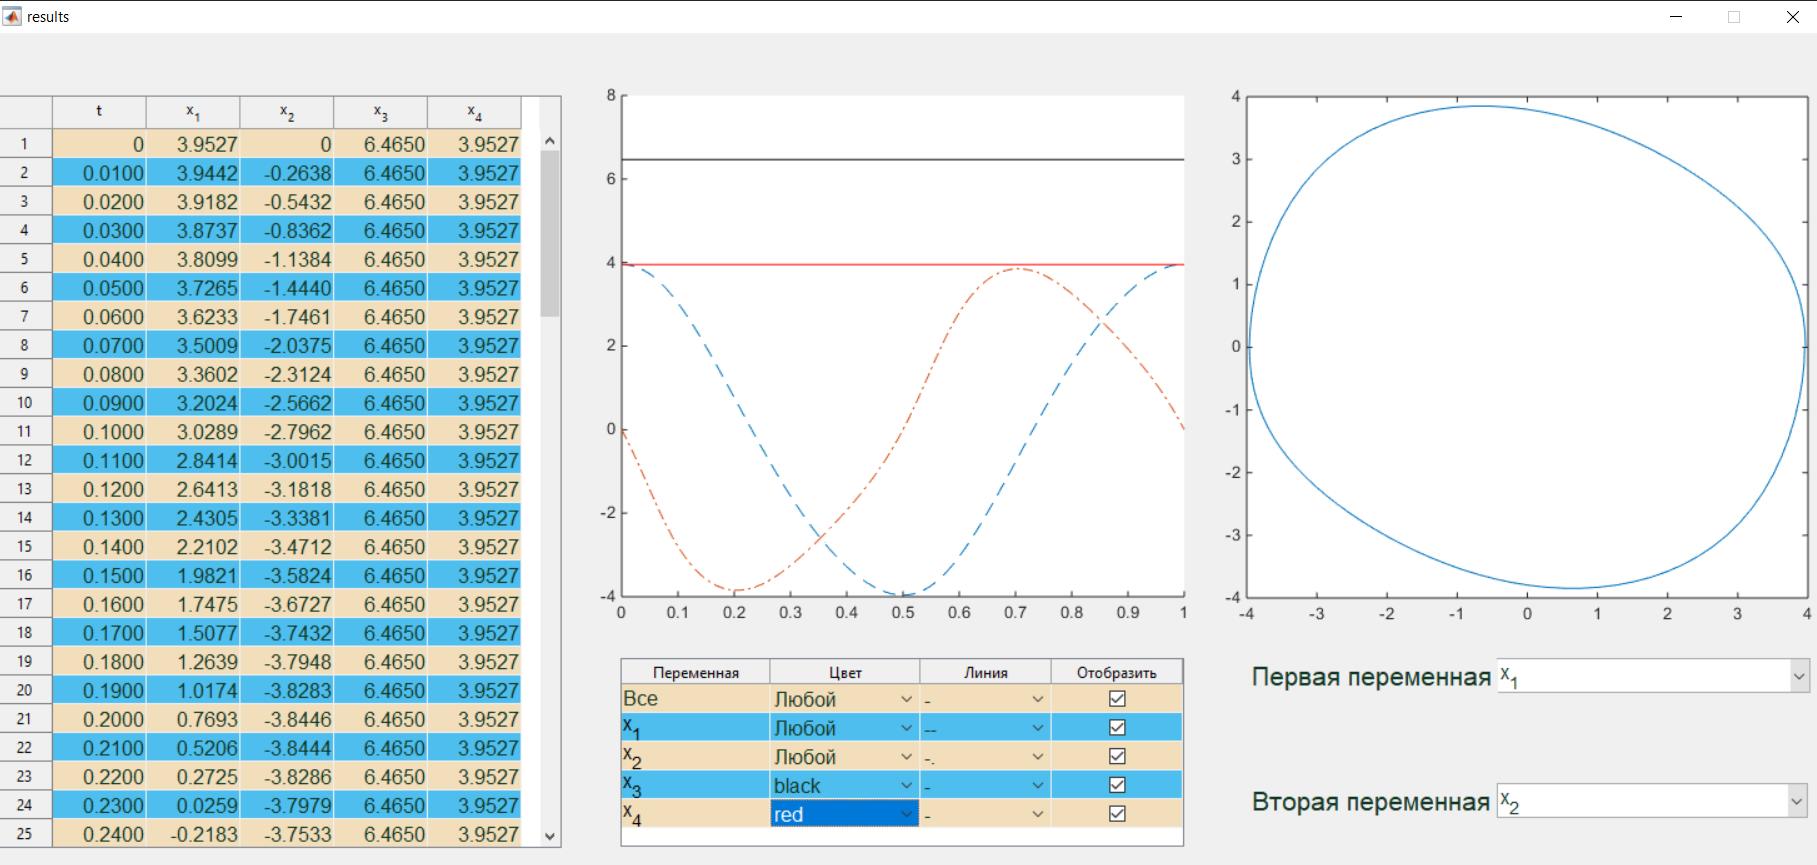 results
t x1 x2 x3 x4
1 0 3.9527 0 6.4650 3.9527
2 0.0100 3.9442 -0.2638 6.4650 3.9527
3 0.0200 3.9182 -0.5432 6.4650 3.9527
4 0.0300 3.8737 -0.8362 6.4650 3.9527
5 0.0400 3.8099 -1.1384 6.4650 3.9527
6 0.0500 3.7265 -1.4440 6.4650 3.9527
7 0.0600 3.6233 -1.7461 6.4650 3.9527
8 0.0700 3.5009 -2.0375 6.4650 3.9527
9 0.0800 3.3602 -2.3124 6.4650 3.9527
10 0.0900 3.2024 -2.5662 6.4650 3.9527
11 0.1000 3.0289 -2.7962 6.4650 3.9527
12 0.1100 2.8414 -3.0015 6.4650 3.9527
13 0.1200 2.6413 -3.1818 6.4650 3.9527
14 0.1300 2.4305 -3.3381 6.4650 3.9527
15 0.1400 2.2102 -3.4712 6.4650 3.9527
16 0.1500 1.9821 -3.5824 6.4650 3.9527
17 0.1600 1.7475 -3.6727 6.4650 3.9527
18 0.1700 1.5077 -3.7432 6.4650 3.9527
19 0.1800 1.2639 -3.7948 6.4650 3.9527
20 0.1900 1.0174 -3.8283 6.4650 3.9527
21 0.2000 0.7693 -3.8446 6.4650 3.9527
22 0.2100 0.5206 -3.8444 6.4650 3.9527
23 0.2200 0.2725 -3.8286 6.4650 3.9527
24 0.2300 0.0259 -3.7979 6.4650 3.9527
25 0.2400 -0.2183 -3.7533 6.4650 3.9527
8
6
4
2
0
-2
-4
0 0.1 0.2 0.3 0.4 0.5 0.6 0.7 0.8 0.9 1
4
3
2
1
0
-1
-2
-3
-4
-4 -3 -2 -1 0 1 2 3 4
Переменная Цвет Линия Отобразить
Все Любой -
x1 Любой --
x2 Любой -.
x3 black -
x4 red -
Первая переменная x1
Вторая переменная x2